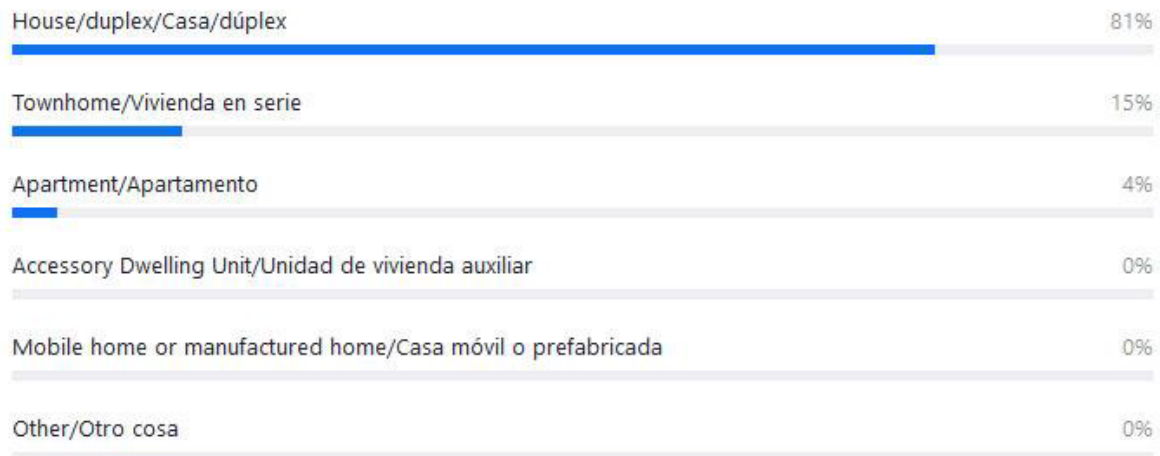 House/duplex/Casa/dúplex 81%
Townhome/Vivienda en serie 15%
Apartment/Apartamento 4%
Accessory Dwelling Unit/Unidad de vivienda auxiliar 0%
Mobile home or manufactured home/Casa móvil o prefabricada 0%
Other/Otro cosa 0%